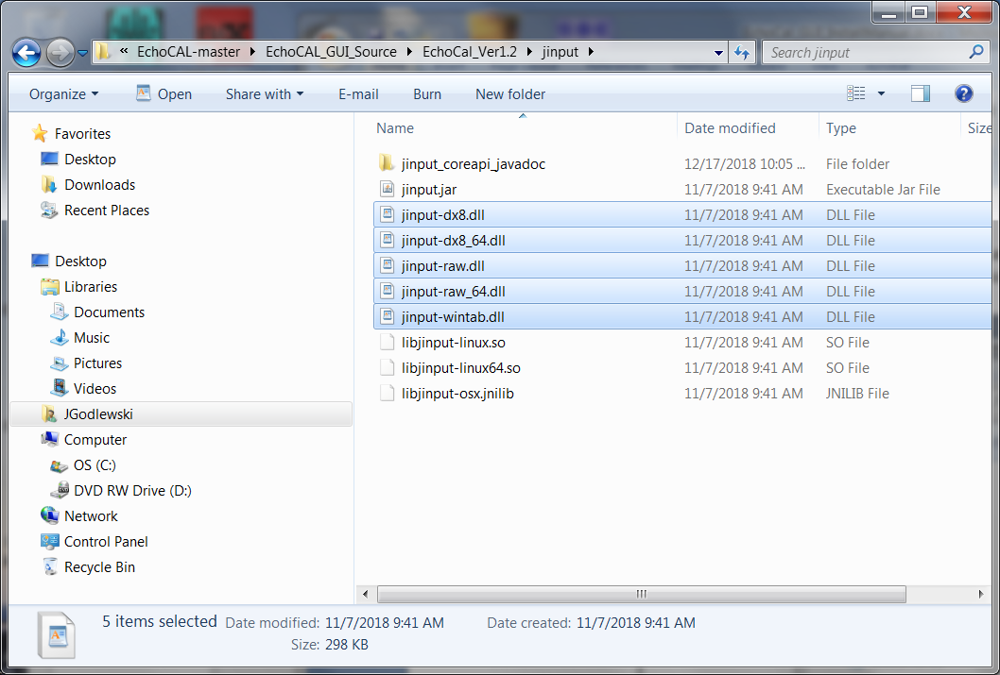 « EchoCAL-master EchoCAL_GUI_Source EchoCal_Ver1.2 jinput
Search jinput
Organize Open Share with E-mail Burn New folder
Favorites
Desktop
Downloads
Recent Places
Desktop
Libraries
Documents
Music
Pictures
Videos
JGodlewski
Computer
OS (C:)
DVD RW Drive (D:)
Network
Control Panel
Recycle Bin
Name Date modified Type Size
jinput_coreapi_javadoc 12/17/2018 10:05 ... File folder
jinput.jar 11/7/2018 9:41 AM Executable Jar File
jinput-dx8.dll 11/7/2018 9:41 AM DLL File
jinput-dx8_64.dll 11/7/2018 9:41 AM DLL File
jinput-raw.dll 11/7/2018 9:41 AM DLL File
jinput-raw_64.dll 11/7/2018 9:41 AM DLL File
jinput-wintab.dll 11/7/2018 9:41 AM DLL File
libjinput-linux.so 11/7/2018 9:41 AM SO File
libjinput-linux64.so 11/7/2018 9:41 AM SO File
libjinput-osx.jnilib 11/7/2018 9:41 AM JNILIB File
5 items selected Date modified: 11/7/2018 9:41 AM Date created: 11/7/2018 9:41 AM
Size: 298 KB